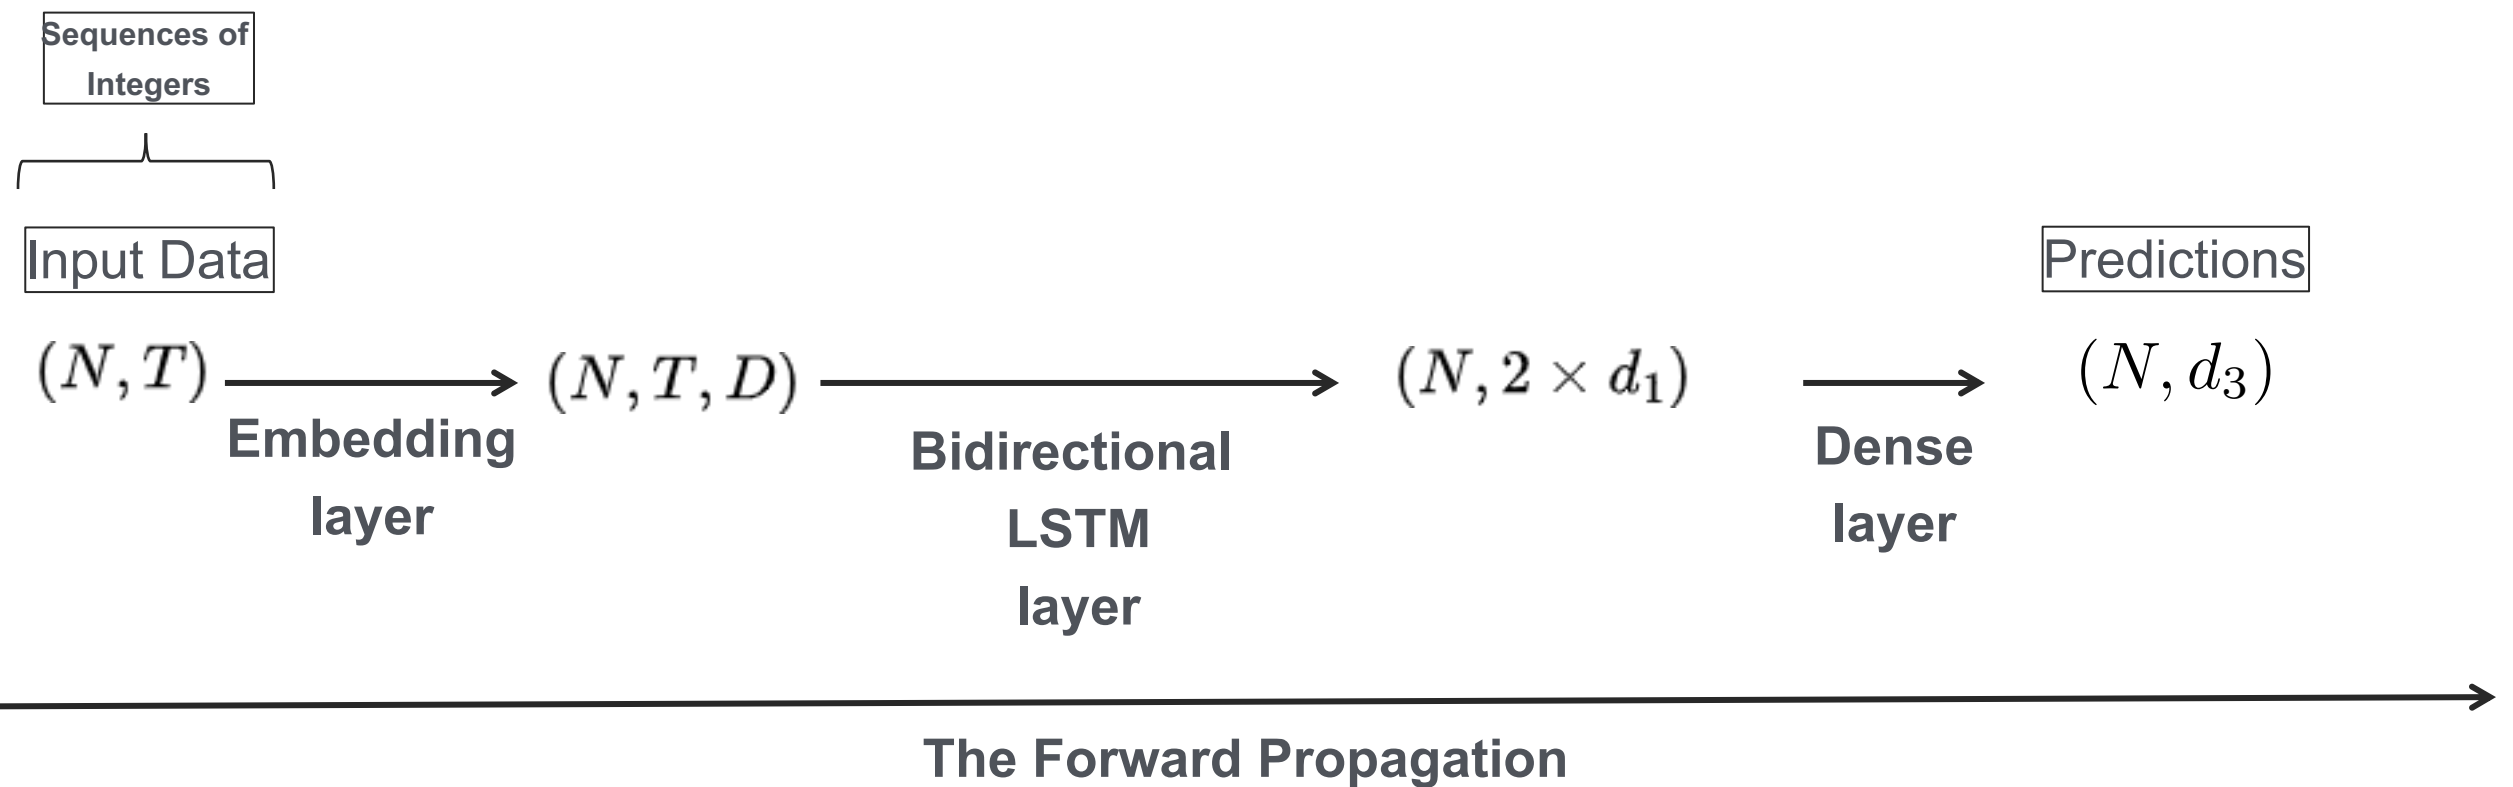 Sequences of
Integers
Input Data
Predictions
(N, T)
(N, T, D)
(N, 2 × d₁)
(N, d₃)
Embedding
layer
Bidirectional
LSTM
layer
Dense
layer
The Forward Propagation